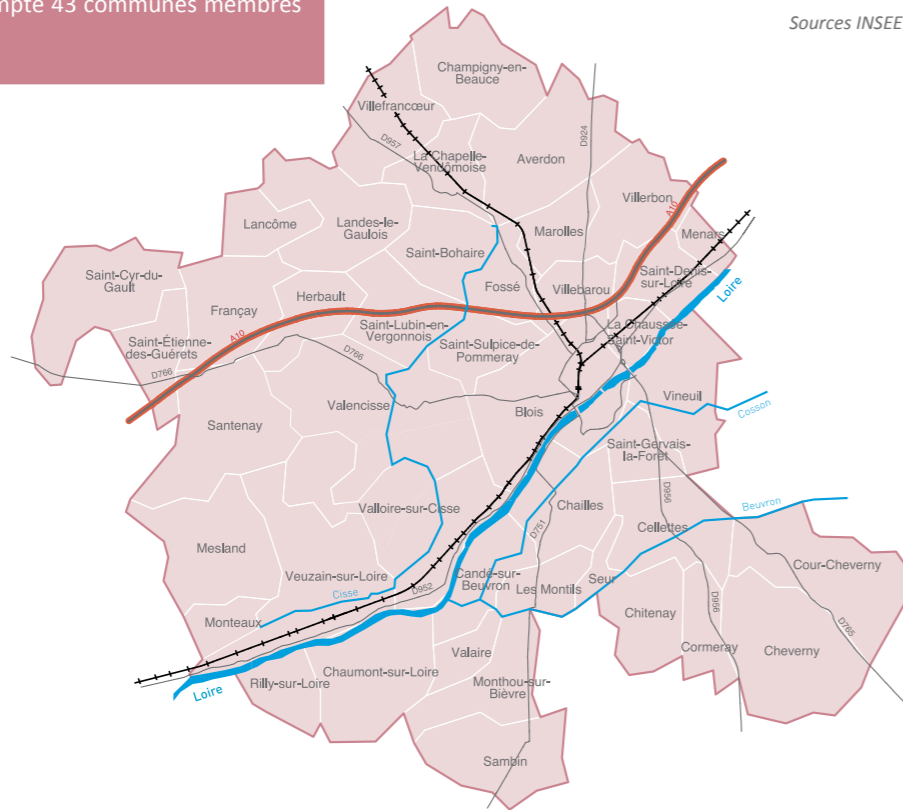 mpte 43 communes membres
Sources INSEE
Champigny-en-
Beauce
Villefrancœur
D957
D924
La Chapelle-
Vendômoise
Averdon
Villerbon
A10
Lancôme
Landes-le-
Gaulois
Marolles
Menars
Saint-Bohaire
Saint-Cyr-du-
Gault
Saint-Denis-
sur-Loire
Loire
Fossé
Villebarou
Herbault
Françay
Saint-Lubin-en-
Vergonnois
La Chaussée-
Saint-Victor
A10
Saint-Étienne-
des-Guérets
Saint-Sulpice-de-
Pommeray
D766
D766
Valencisse
Blois
Vineuil
Cosson
Santenay
Saint-Gervais-
la-Forêt
Valloire-sur-Cisse
Chailles
D956
Beuvron
D751
Cellettes
Mesland
Cour-Cheverny
Veuzain-sur-Loire
Candé-sur-
Beuvron
Seur
Les Montils
Cisse
D952
Chitenay
D956
Monteaux
D765
Cormeray
Cheverny
Valaire
Chaumont-sur-Loire
Rilly-sur-Loire
Monthou-sur-
Bièvre
Loire
Sambin